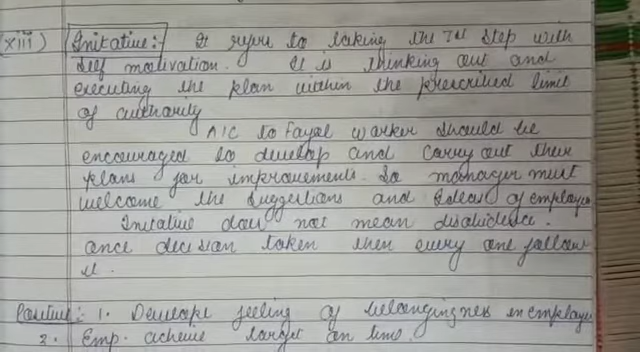 (xiii) Initative:- It refers to taking the 1st step with
self motivation. It is thinking out and
executing the plan within the prescribed limit
of authority
A/C to Fayol worker should be
encouraged to develop and carry out their
plans for improvements. So manager must
welcome the suggestions and Ideas of employee
Initative does not mean disobidence.
once decision taken then every one follow
it.
Positive: 1. Develope feeling of belongingness in employee
2. Emp. acheive target on time.